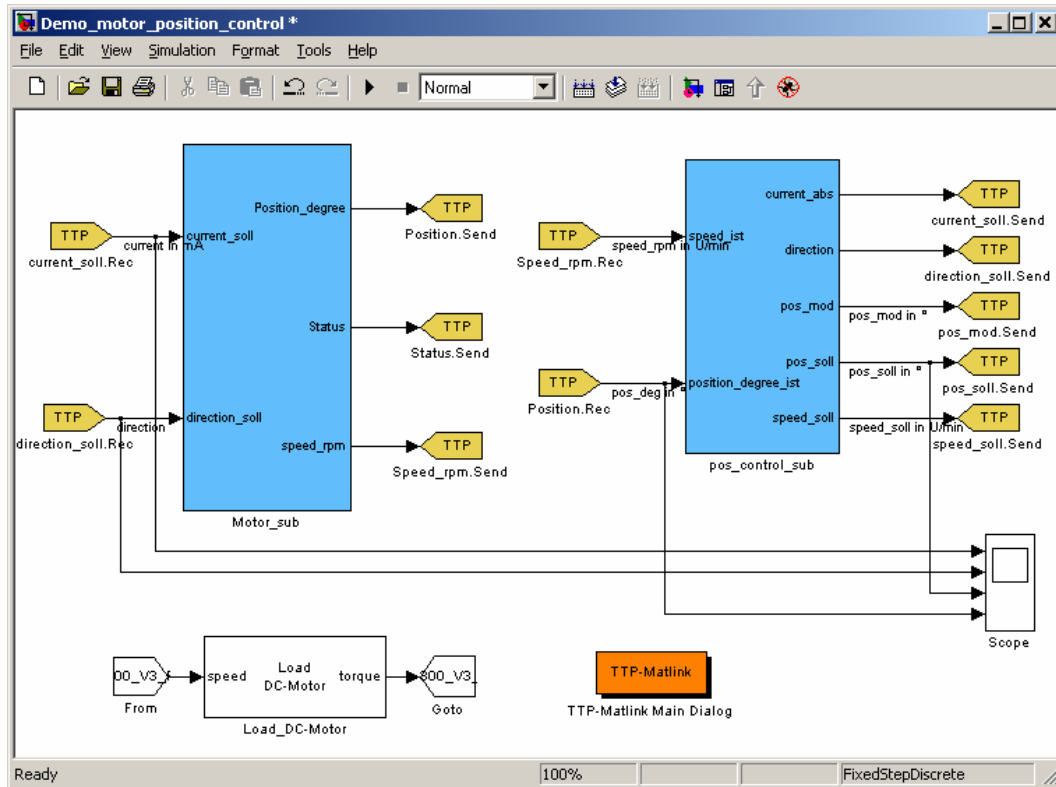 Demo_motor_position_control *
File Edit View Simulation Format Tools Help
Normal
Position_degree
TTP
Position.Send
TTP
current in mA
current_soll
current_soll.Rec
Status
TTP
Status.Send
TTP
direction
direction_soll
direction_soll.Rec
speed_rpm
TTP
Speed_rpm.Send
Motor_sub
current_abs
TTP
current_soll.Send
TTP
speed_rpm in U/min
speed_ist
Speed_rpm.Rec
direction
TTP
direction_soll.Send
pos_mod
pos_mod in °
TTP
pos_mod.Send
pos_soll
pos_soll in °
TTP
pos_soll.Send
TTP
pos_deg in °
position_degree_ist
Position.Rec
speed_soll
speed_soll in U/min
TTP
speed_soll.Send
pos_control_sub
Scope
00_V3_f
From
speed
Load
DC-Motor
torque
Load_DC-Motor
300_V3_
Goto
TTP-Matlink
TTP-Matlink Main Dialog
Ready
100%
FixedStepDiscrete